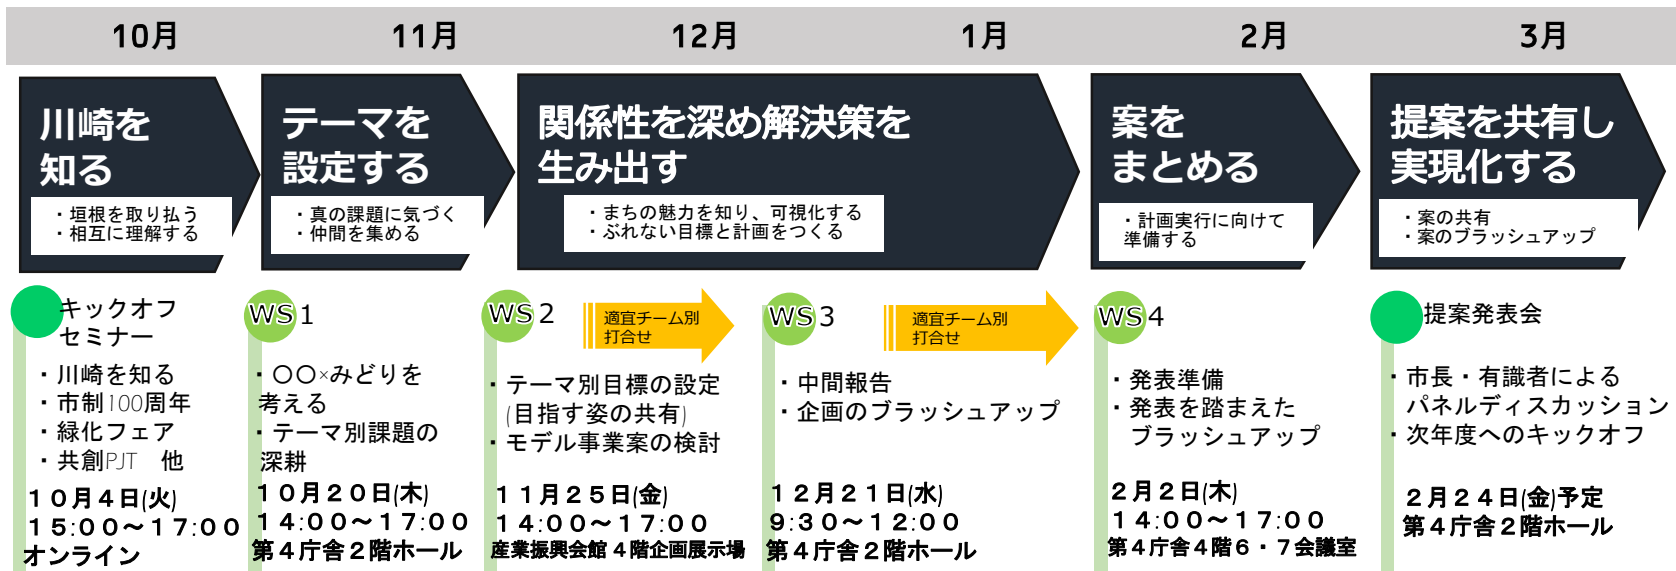 10月 11月 12月 1月 2月 3月
川崎を
知る
・垣根を取り払う
・相互に理解する
テーマを
設定する
・真の課題に気づく
・仲間を集める
関係性を深め解決策を
生み出す
・まちの魅力を知り、可視化する
・ぶれない目標と計画をつくる
案を
まとめる
・計画実行に向けて
準備する
提案を共有し
実現化する
・案の共有
・案のブラッシュアップ
キックオフ
セミナー
・川崎を知る
・市制100周年
・緑化フェア
・共創PJT 他
10月4日(火)
15:00～17:00
オンライン
WS1
・〇〇×みどりを
考える
・テーマ別課題の
深耕
10月20日(木)
14:00～17:00
第4庁舎2階ホール
WS2
・テーマ別目標の設定
(目指す姿の共有)
・モデル事業案の検討
11月25日(金)
14:00～17:00
産業振興会館4階企画展示場
適宜チーム別
打合せ
WS3
・中間報告
・企画のブラッシュアップ
12月21日(水)
9:30～12:00
第4庁舎2階ホール
適宜チーム別
打合せ
WS4
・発表準備
・発表を踏まえた
ブラッシュアップ
2月2日(木)
14:00～17:00
第4庁舎4階6・7会議室
提案発表会
・市長・有識者による
パネルディスカッション
・次年度へのキックオフ
2月24日(金)予定
第4庁舎2階ホール